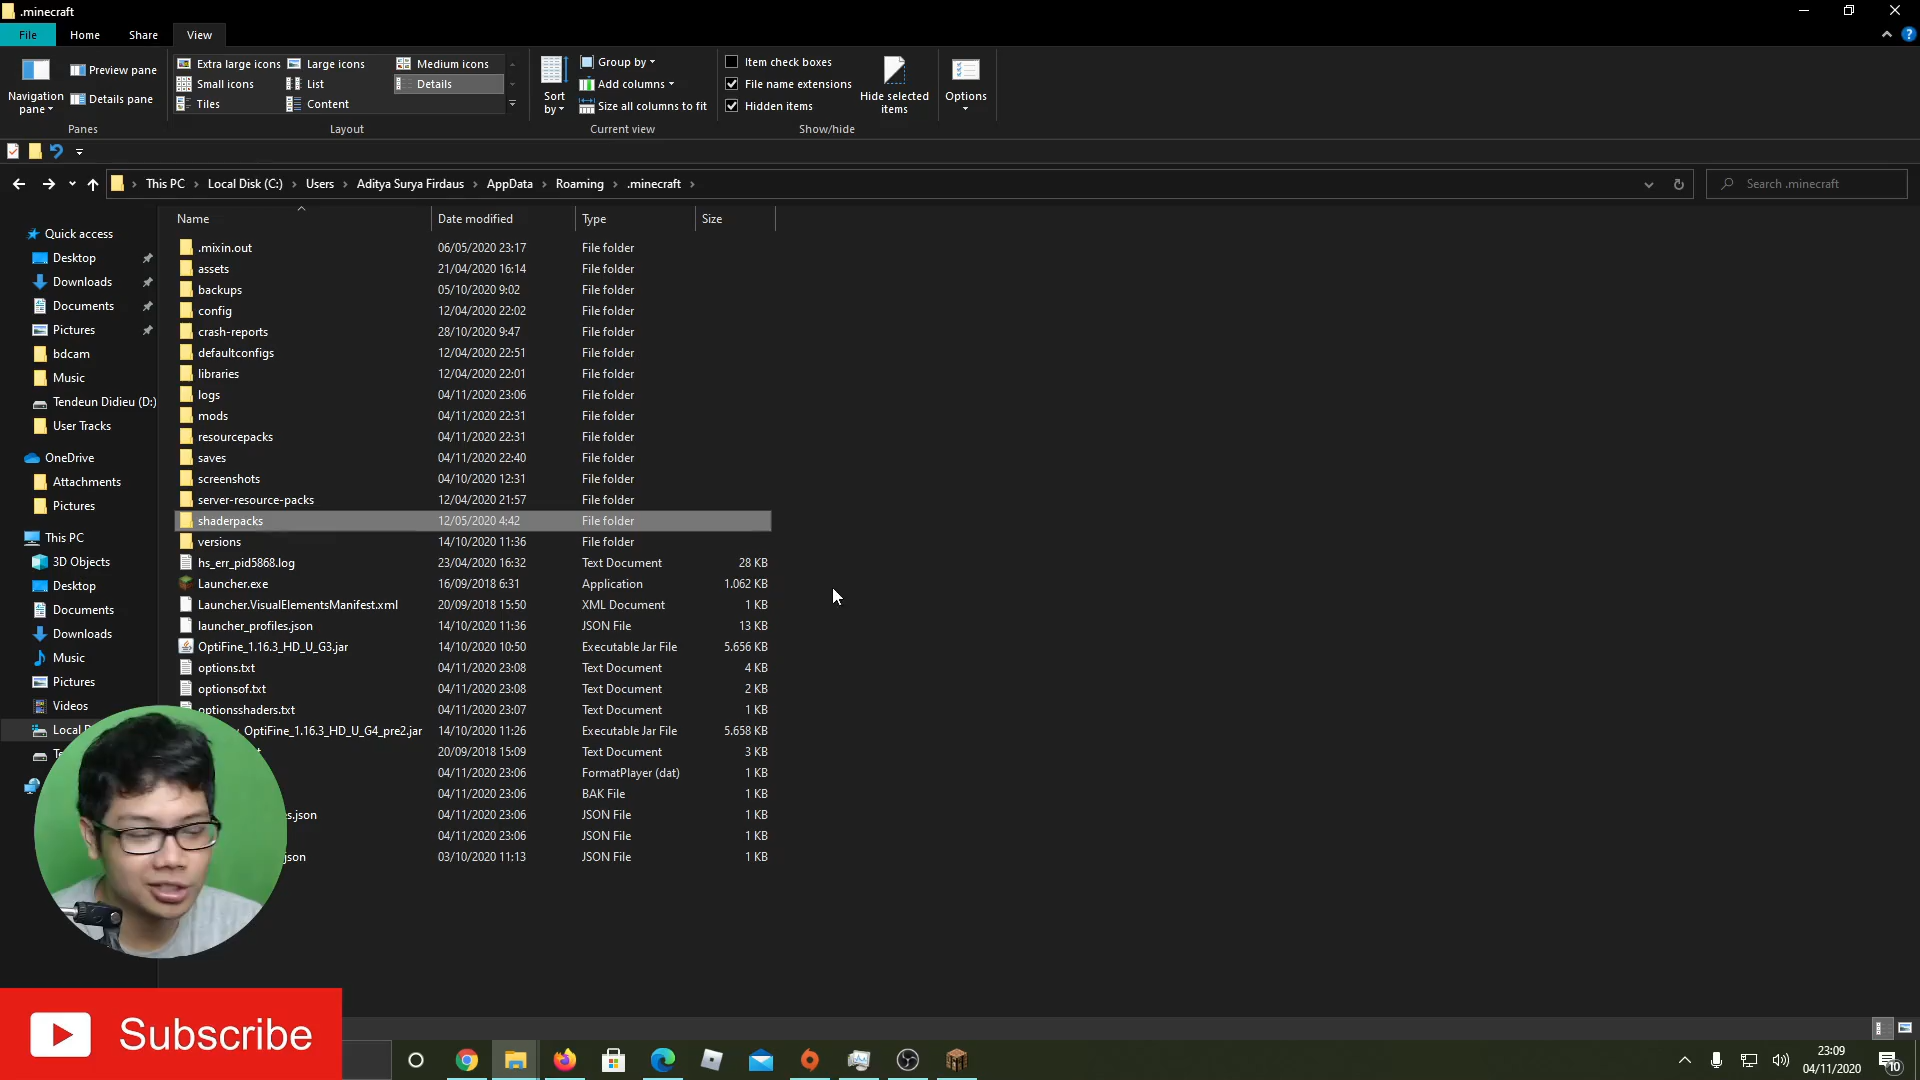 .minecraft
File Home Share View
Navigation pane
Preview pane
Details pane
Panes
Extra large icons Large icons Medium icons
Small icons List Details
Tiles Content
Layout
Sort by
Group by
Add columns
Size all columns to fit
Current view
Item check boxes
File name extensions
Hidden items
Hide selected items
Show/hide
Options
This PC Local Disk (C:) Users Aditya Surya Firdaus AppData Roaming .minecraft
Search .minecraft
Quick access
Desktop
Downloads
Documents
Pictures
bdcam
Music
Tendeun Didieu (D:)
User Tracks
OneDrive
Attachments
Pictures
This PC
3D Objects
Desktop
Documents
Downloads
Music
Pictures
Videos
Local
Name Date modified Type Size
.mixin.out 06/05/2020 23:17 File folder
assets 21/04/2020 16:14 File folder
backups 05/10/2020 9:02 File folder
config 12/04/2020 22:02 File folder
crash-reports 28/10/2020 9:47 File folder
defaultconfigs 12/04/2020 22:51 File folder
libraries 12/04/2020 22:01 File folder
logs 04/11/2020 23:06 File folder
mods 04/11/2020 22:31 File folder
resourcepacks 04/11/2020 22:31 File folder
saves 04/11/2020 22:40 File folder
screenshots 04/10/2020 12:31 File folder
server-resource-packs 12/04/2020 21:57 File folder
shaderpacks 12/05/2020 4:42 File folder
versions 14/10/2020 11:36 File folder
hs_err_pid5868.log 23/04/2020 16:32 Text Document 28 KB
Launcher.exe 16/09/2018 6:31 Application 1.062 KB
Launcher.VisualElementsManifest.xml 20/09/2018 15:50 XML Document 1 KB
launcher_profiles.json 14/10/2020 11:36 JSON File 13 KB
OptiFine_1.16.3_HD_U_G3.jar 14/10/2020 10:50 Executable Jar File 5.656 KB
options.txt 04/11/2020 23:08 Text Document 4 KB
optionsof.txt 04/11/2020 23:08 Text Document 2 KB
optionsshaders.txt 04/11/2020 23:07 Text Document 1 KB
OptiFine_1.16.3_HD_U_G4_pre2.jar 14/10/2020 11:26 Executable Jar File 5.658 KB
20/09/2018 15:09 Text Document 3 KB
04/11/2020 23:06 FormatPlayer (dat) 1 KB
04/11/2020 23:06 BAK File 1 KB
s.json 04/11/2020 23:06 JSON File 1 KB
04/11/2020 23:06 JSON File 1 KB
json 03/10/2020 11:13 JSON File 1 KB
Subscribe
23:09
04/11/2020
10